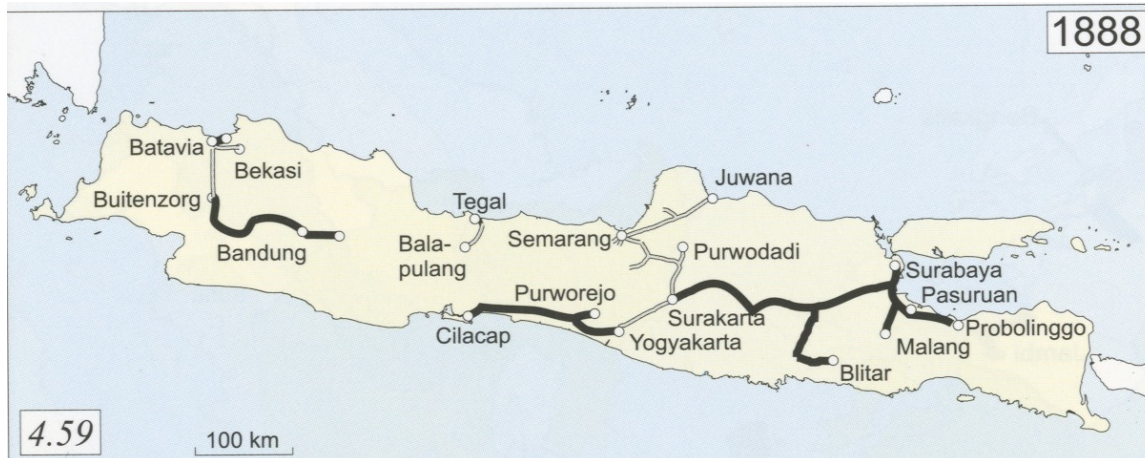 1888
Batavia
Bekasi
Buitenzorg
Bandung
Tegal
Bala-
pulang
Semarang
Juwana
Purwodadi
Purworejo
Cilacap
Yogyakarta
Surakarta
Surabaya
Pasuruan
Probolinggo
Malang
Blitar
4.59
100 km